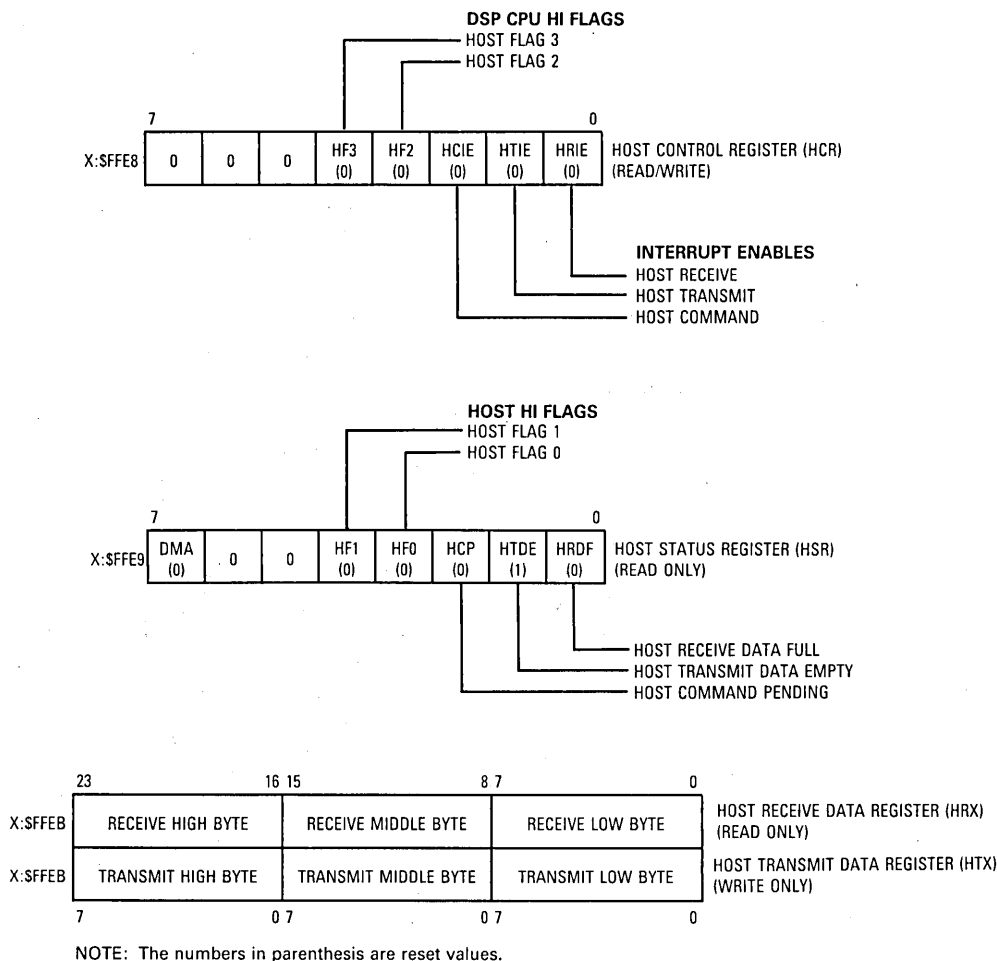 DSP CPU HI FLAGS
HOST FLAG 3
HOST FLAG 2
7 0
X:$FFE8 0 0 0 HF3 (0) HF2 (0) HCIE (0) HTIE (0) HRIE (0) HOST CONTROL REGISTER (HCR)
(READ/WRITE)
INTERRUPT ENABLES
HOST RECEIVE
HOST TRANSMIT
HOST COMMAND
HOST HI FLAGS
HOST FLAG 1
HOST FLAG 0
7 0
X:$FFE9 DMA (0) 0 0 HF1 (0) HF0 (0) HCP (0) HTDE (1) HRDF (0) HOST STATUS REGISTER (HSR)
(READ ONLY)
HOST RECEIVE DATA FULL
HOST TRANSMIT DATA EMPTY
HOST COMMAND PENDING
23 16 15 8 7 0
X:$FFEB RECEIVE HIGH BYTE RECEIVE MIDDLE BYTE RECEIVE LOW BYTE HOST RECEIVE DATA REGISTER (HRX)
(READ ONLY)
X:$FFEB TRANSMIT HIGH BYTE TRANSMIT MIDDLE BYTE TRANSMIT LOW BYTE HOST TRANSMIT DATA REGISTER (HTX)
(WRITE ONLY)
7 0 7 0 7 0
NOTE: The numbers in parenthesis are reset values.